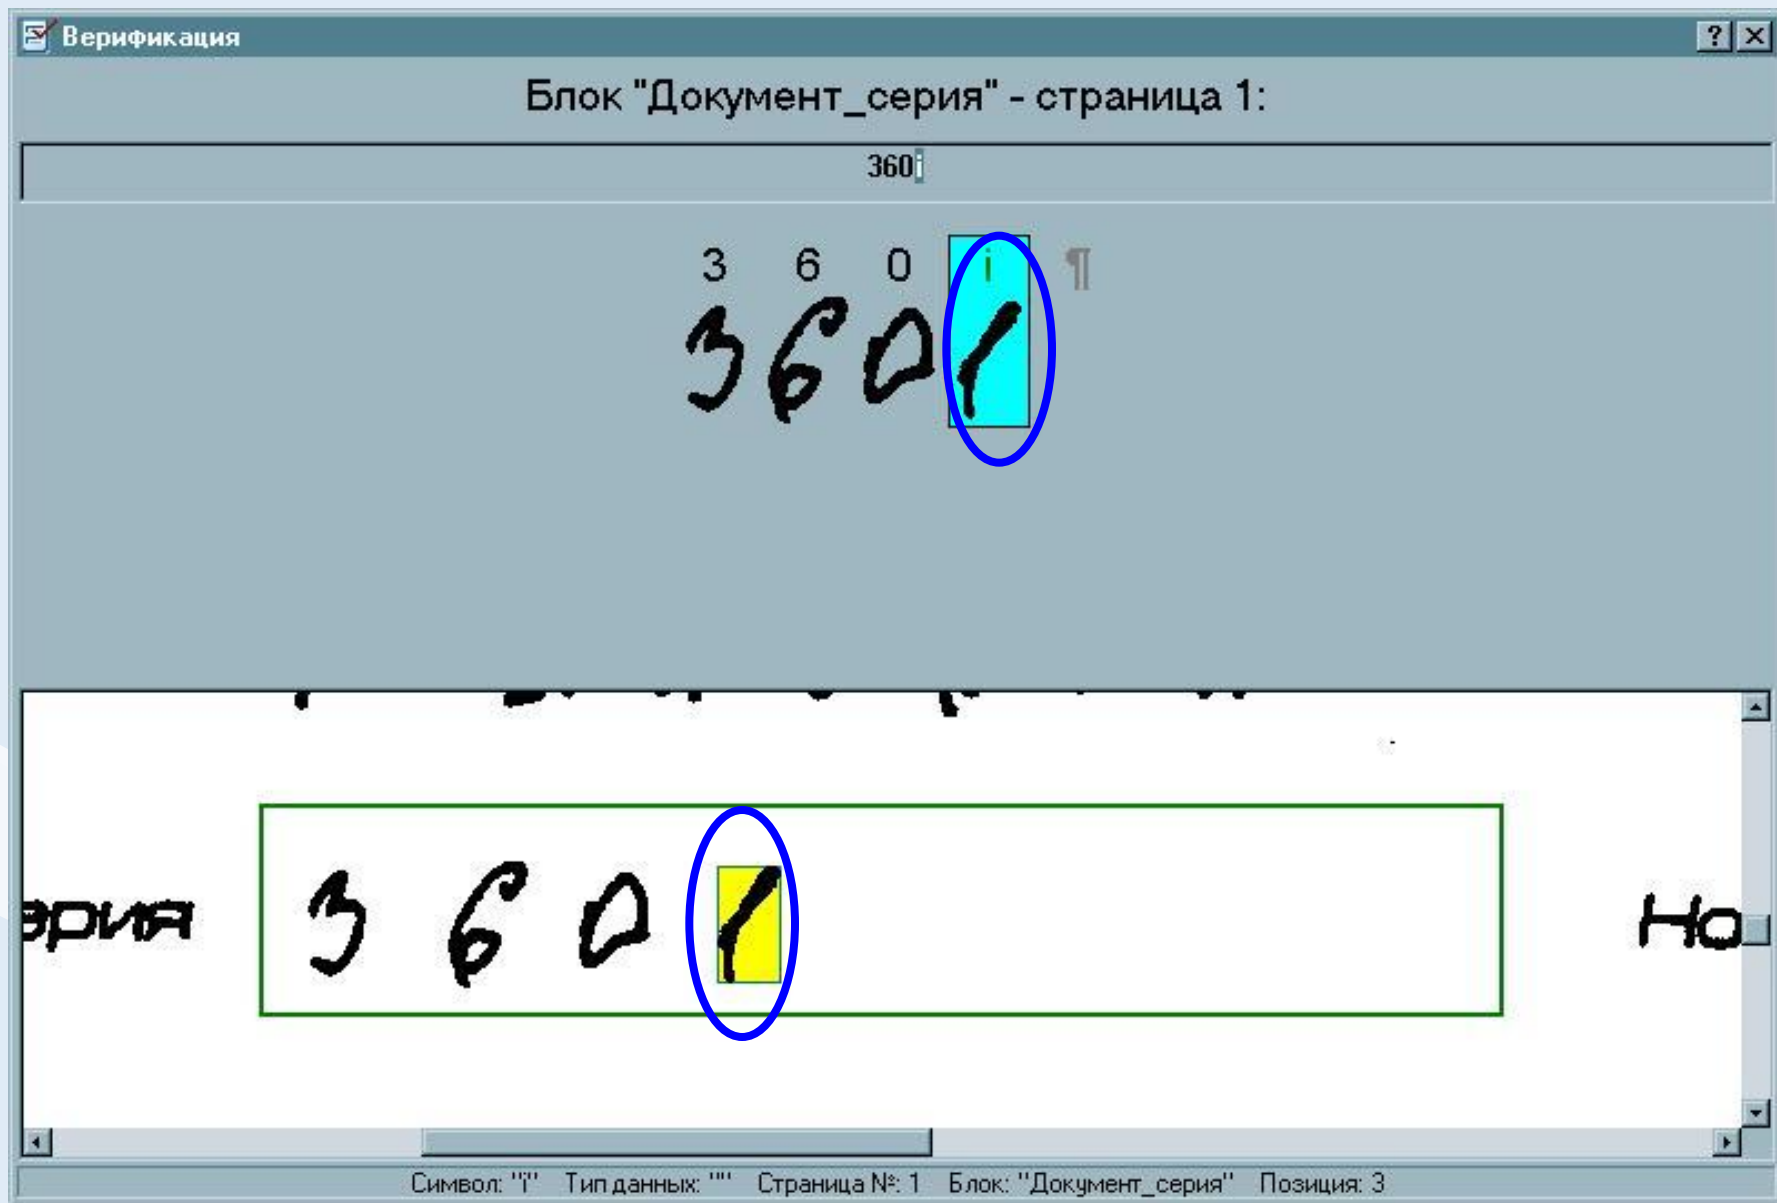 Верификация
Блок "Документ_серия" - страница 1:
360i
3 6 0 i ¶
3601
ерия 3601 Но
Символ: "i" Тип данных: "" Страница №: 1 Блок: "Документ_серия" Позиция: 3